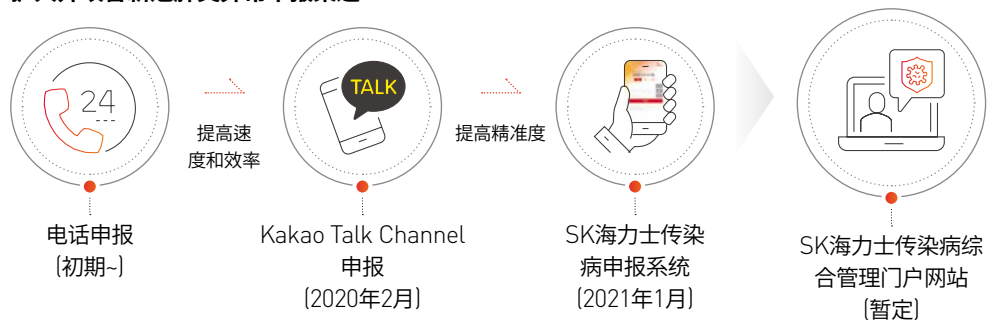 24
TALK
提高速
度和效率
提高精准度
电话申报
(初期~)
Kakao Talk Channel
申报
(2020年2月)
SK海力士传染
病申报系统
(2021年1月)
SK海力士传染病综
合管理门户网站
(暂定)